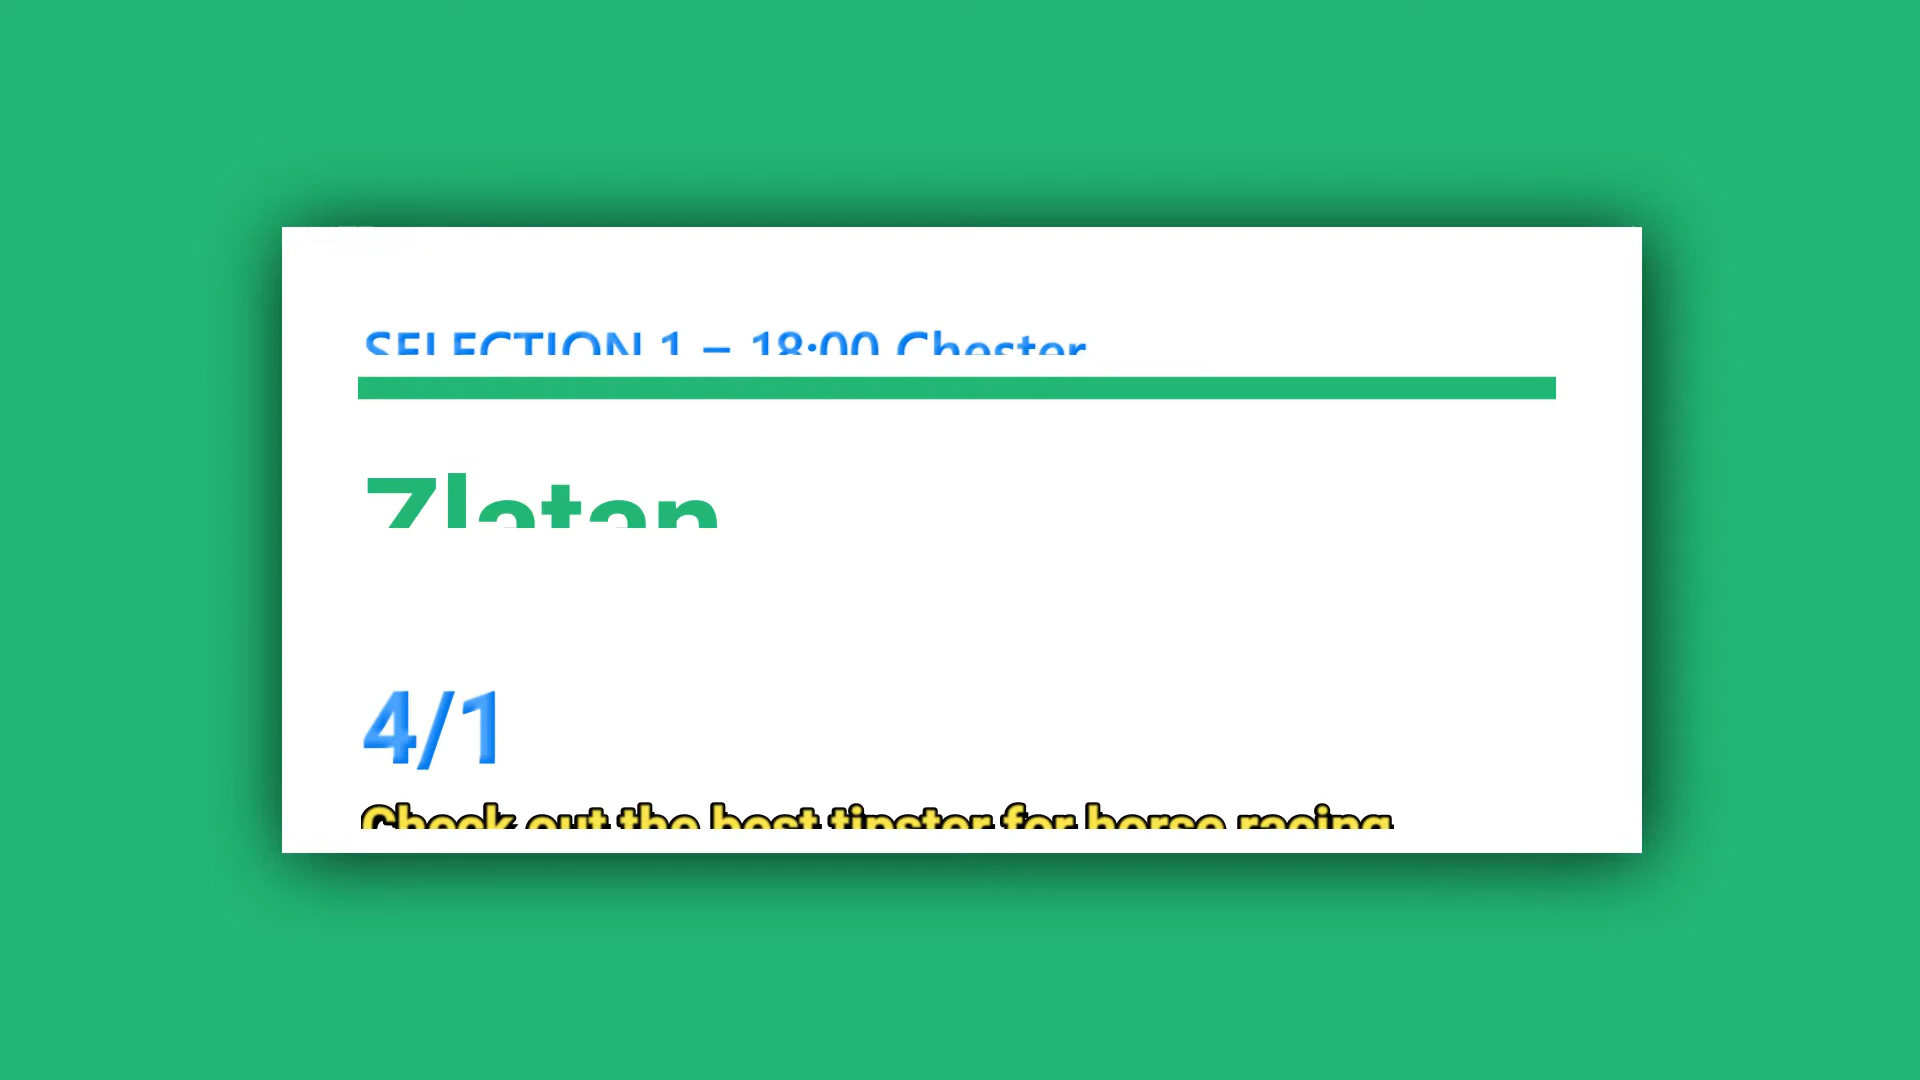 SELECTION 1 – 18:00 Chester
Zlatan
4/1
Check out the best tipster for horse racing